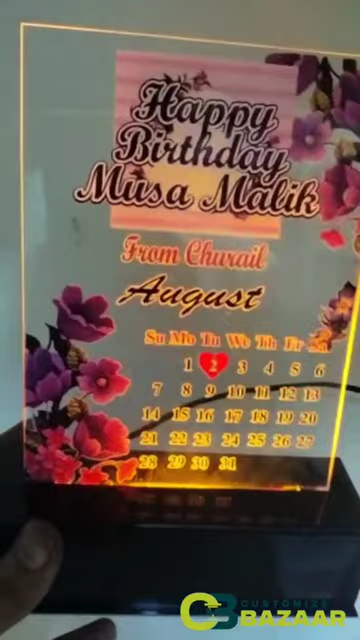 Happy
Birthday
Musa Malik
From Churail
August
Su Mo Tu We Th Fr Sa
1 2 3 4 5 6
7 8 9 10 11 12 13
14 15 16 17 18 19 20
21 22 23 24 25 26 27
28 29 30 31
CUSTOMIZE
BAZAAR